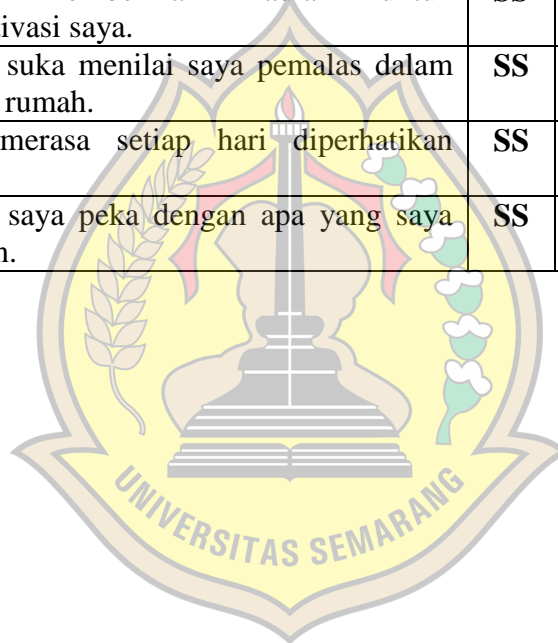 ivasi saya.
SS
suka menilai saya pemalas dalam
rumah.
SS
merasa setiap hari diperhatikan
SS
saya peka dengan apa yang saya
SS
UNIVERSITAS SEMARANG